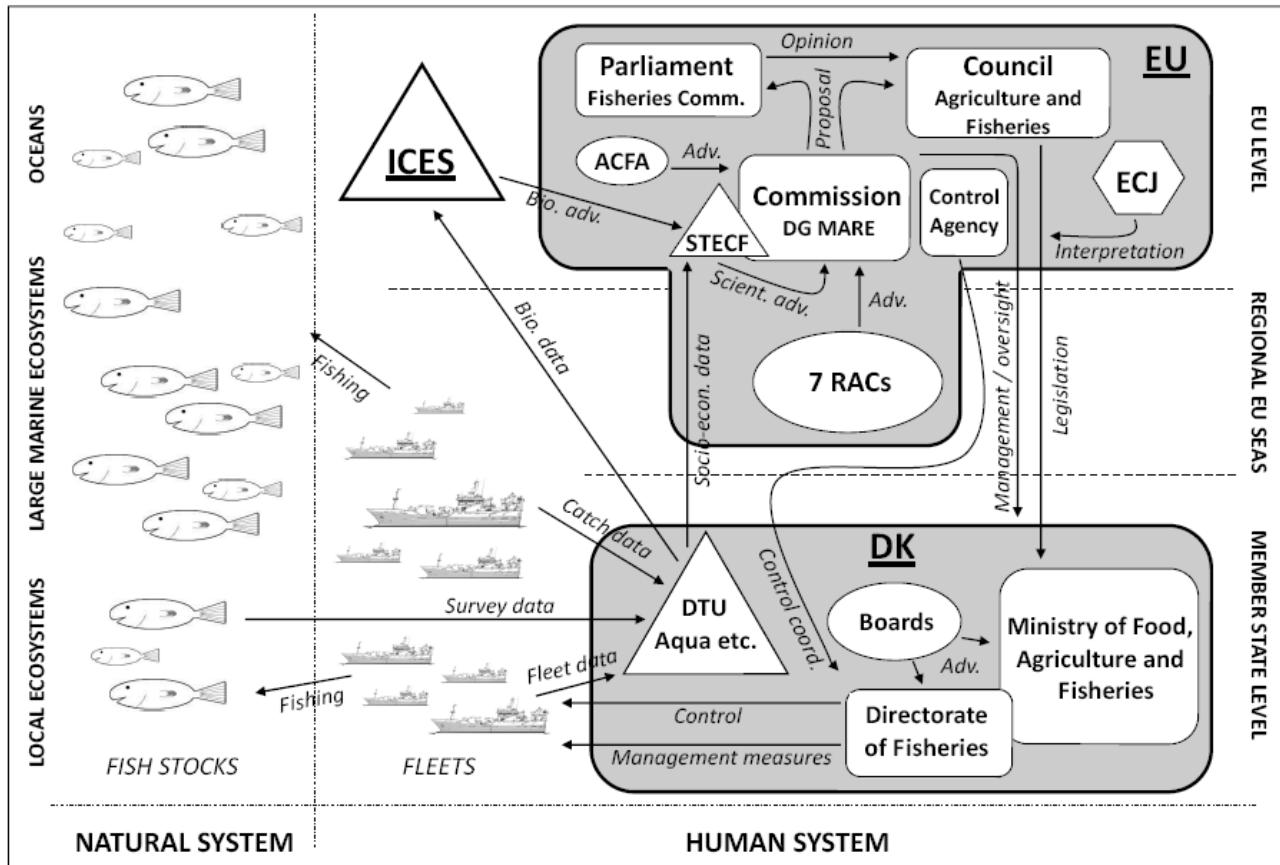 EU
Parliament
Fisheries Comm.
Opinion
Council
Agriculture and
Fisheries
Proposal
ICES
ACFA
Adv.
Commission
DG MARE
Control
Agency
ECJ
Bio. adv.
STECF
Interpretation
Scient. adv.
Adv.
7 RACs
Bio. data
Socio-econ. data
Management / oversight
Legislation
Fishing
Catch data
DK
DTU
Aqua etc.
Survey data
Fleet data
Fishing
Control coord.
Boards
Adv.
Ministry of Food,
Agriculture and
Fisheries
Directorate
of Fisheries
Control
Management measures
OCEANS
LARGE MARINE ECOSYSTEMS
LOCAL ECOSYSTEMS
EU LEVEL
REGIONAL EU SEAS
MEMBER STATE LEVEL
FISH STOCKS
FLEETS
NATURAL SYSTEM
HUMAN SYSTEM